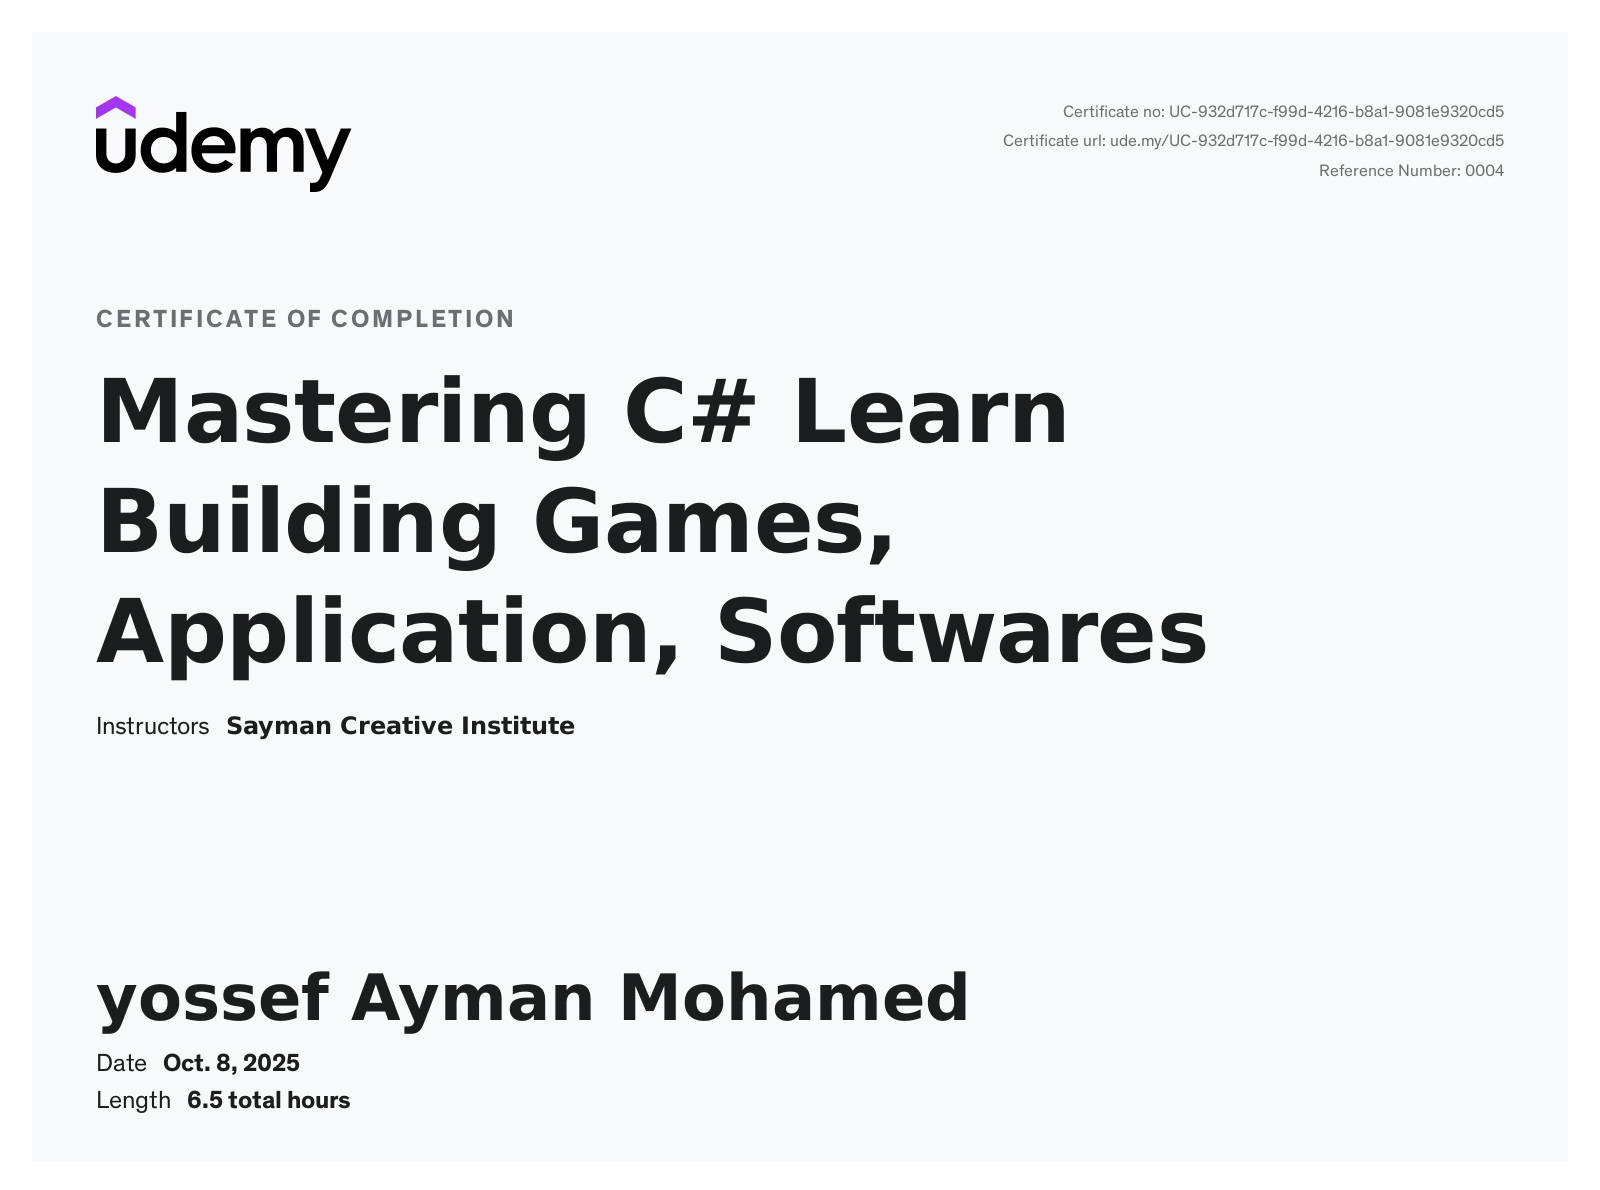 udemy
Certificate no: UC-932d717c-f99d-4216-b8a1-9081e9320cd5
Certificate url: ude.my/UC-932d717c-f99d-4216-b8a1-9081e9320cd5
Reference Number: 0004
CERTIFICATE OF COMPLETION
Mastering C# Learn
Building Games,
Application, Softwares
Instructors Sayman Creative Institute
yossef Ayman Mohamed
Date Oct. 8, 2025
Length 6.5 total hours